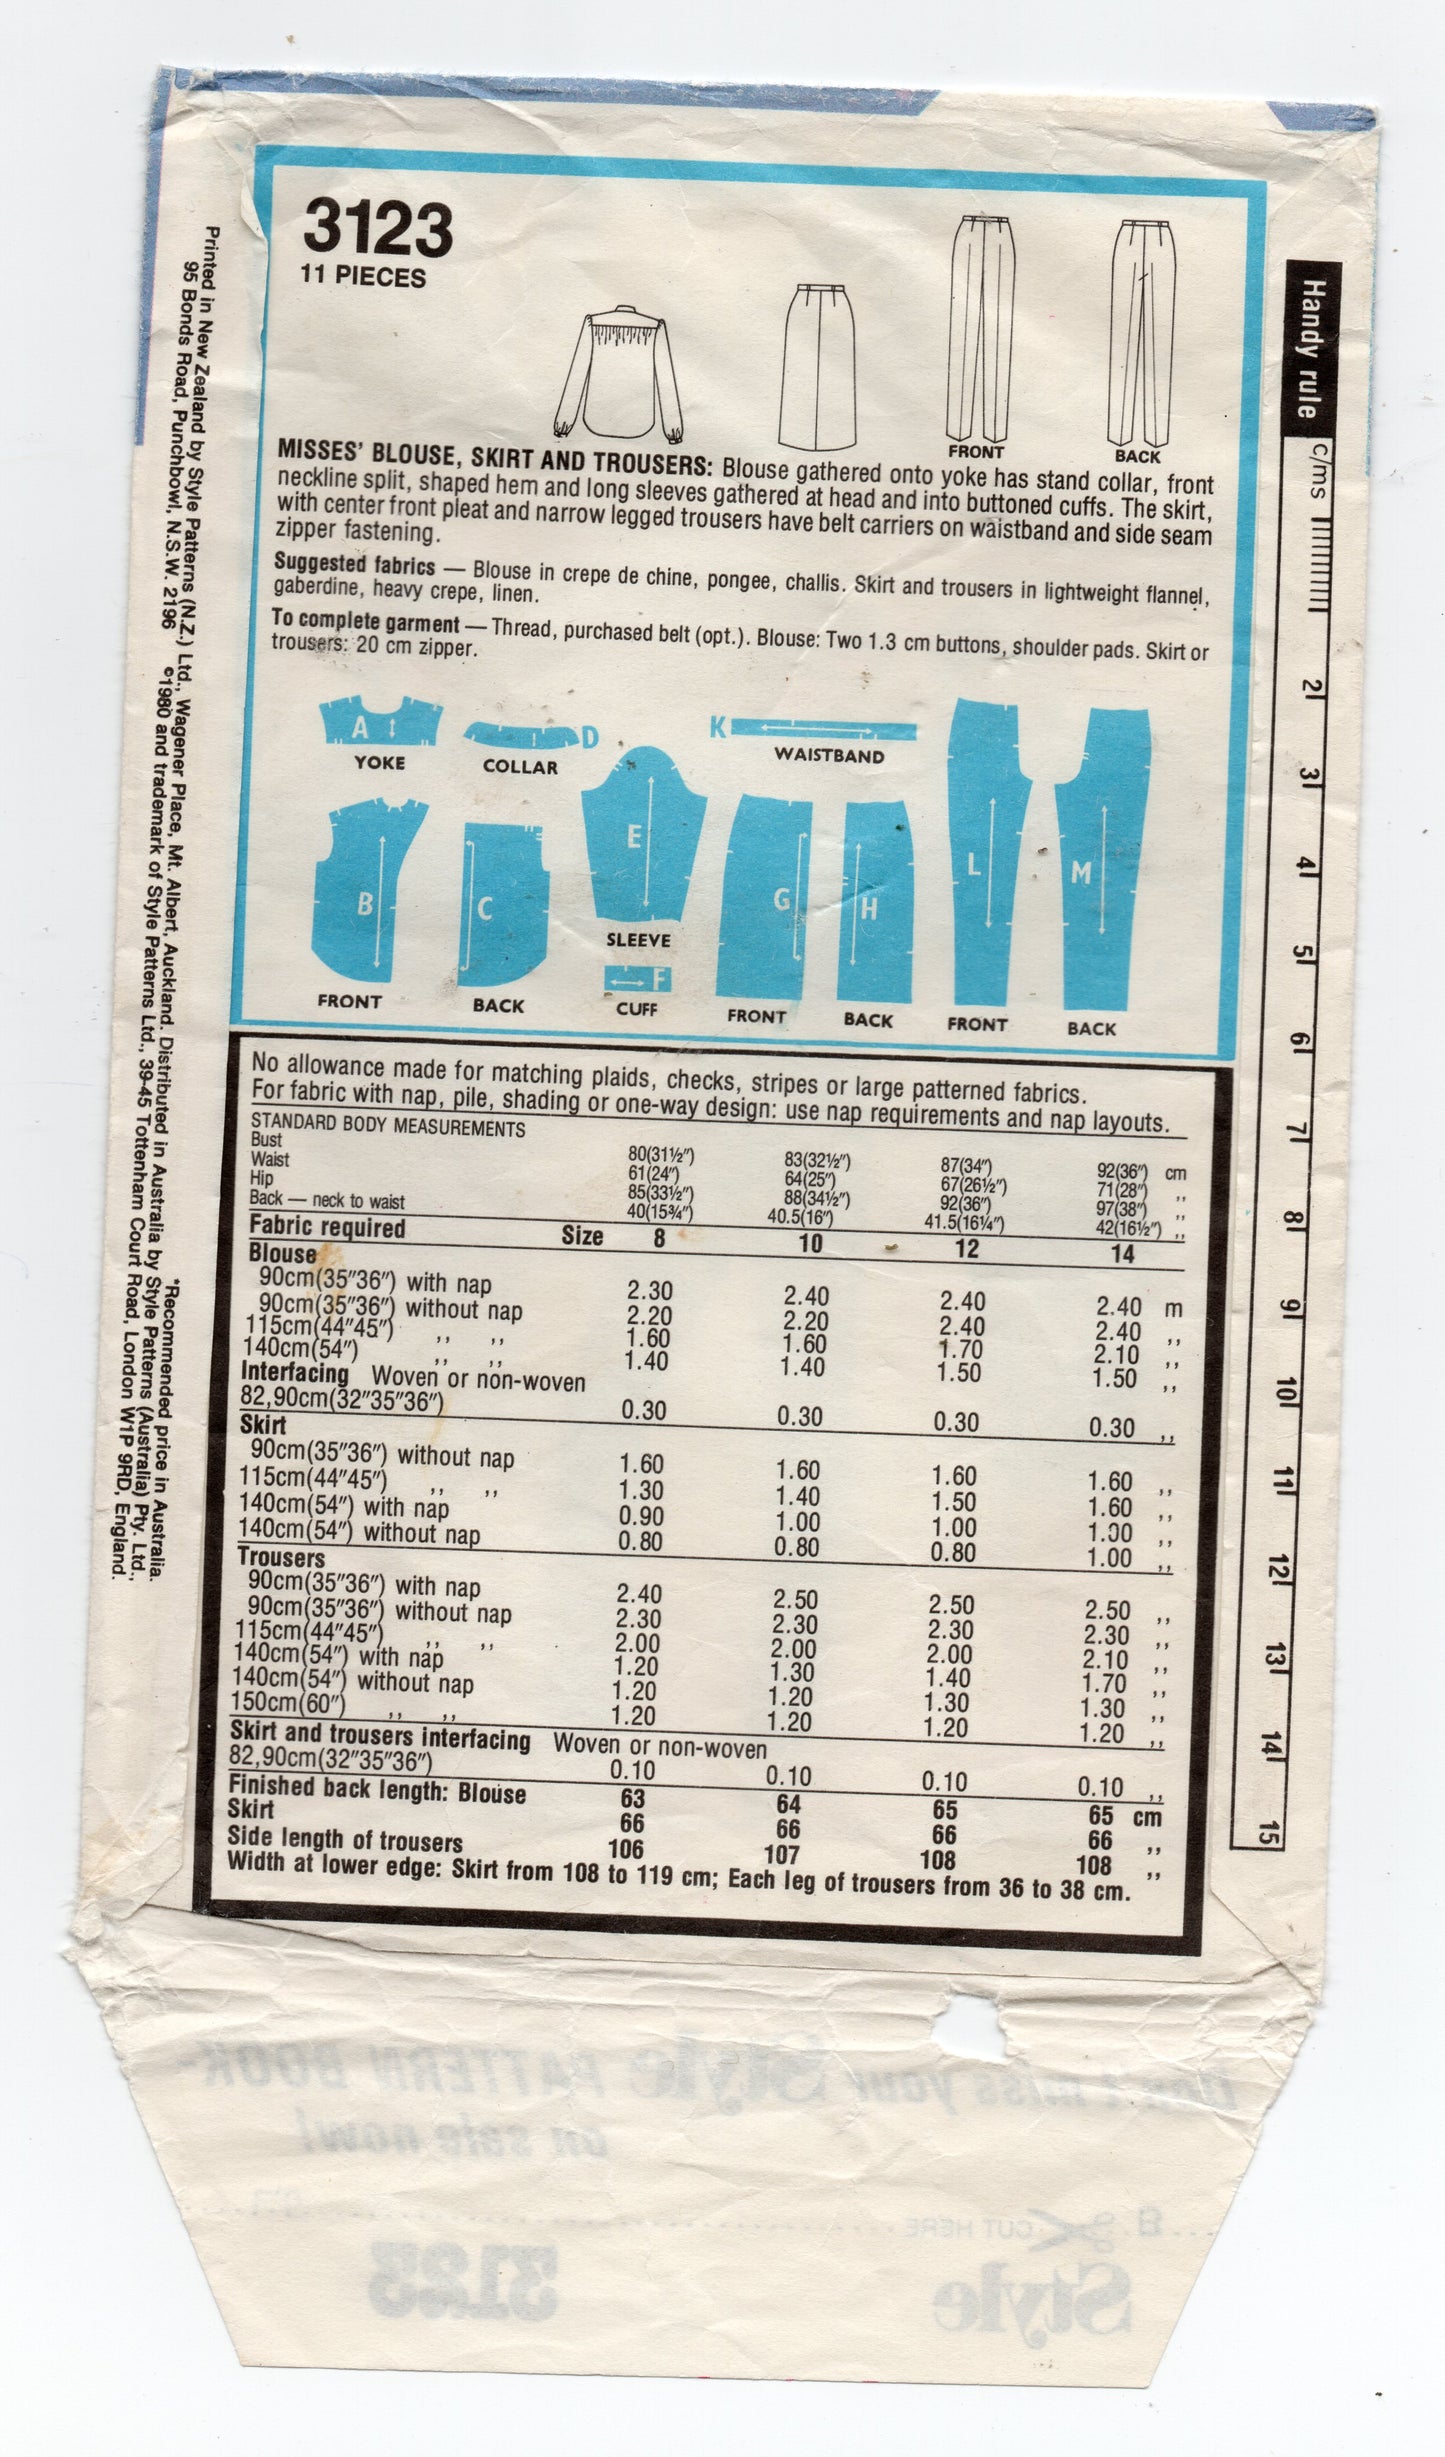 3123
11 PIECES
FRONT
BACK
MISSES' BLOUSE, SKIRT AND TROUSERS: Blouse gathered onto yoke has stand collar, front
neckline split, shaped hem and long sleeves gathered at head and into buttoned cuffs. The skirt,
with center front pleat and narrow legged trousers have belt carriers on waistband and side seam
zipper fastening.
Suggested fabrics — Blouse in crepe de chine, pongee, challis. Skirt and trousers in lightweight flannel,
gaberdine, heavy crepe, linen.
To complete garment — Thread, purchased belt (opt.). Blouse: Two 1.3 cm buttons, shoulder pads. Skirt or
trousers: 20 cm zipper.
A
YOKE
D
COLLAR
K
WAISTBAND
B
FRONT
C
BACK
E
SLEEVE
F
CUFF
G
FRONT
H
BACK
L
FRONT
M
BACK
No allowance made for matching plaids, checks, stripes or large patterned fabrics.
For fabric with nap, pile, shading or one-way design: use nap requirements and nap layouts.
STANDARD BODY MEASUREMENTS
Bust 80(31½") 83(32½") 87(34") 92(36") cm
Waist 61(24") 64(25") 67(26½") 71(28") ,,
Hip 85(33½") 88(34½") 92(36") 97(38") ,,
Back — neck to waist 40(15¾") 40.5(16") 41.5(16¼") 42(16½") ,,
Fabric required Size 8 10 12 14
Blouse
90cm(35"36") with nap 2.30 2.40 2.40 2.40 m
90cm(35"36") without nap 2.20 2.20 2.40 2.40 ,,
115cm(44"45") ,, ,, 1.60 1.60 1.70 2.10 ,,
140cm(54") ,, ,, 1.40 1.40 1.50 1.50 ,,
Interfacing Woven or non-woven
82,90cm(32"35"36") 0.30 0.30 0.30 0.30 ,,
Skirt
90cm(35"36") without nap 1.60 1.60 1.60 1.60 ,,
115cm(44"45") ,, ,, 1.30 1.40 1.50 1.60 ,,
140cm(54") with nap 0.90 1.00 1.00 1.00 ,,
140cm(54") without nap 0.80 0.80 0.80 1.00 ,,
Trousers
90cm(35"36") with nap 2.40 2.50 2.50 2.50 ,,
90cm(35"36") without nap 2.30 2.30 2.30 2.30 ,,
115cm(44"45") ,, ,, 2.00 2.00 2.00 2.10 ,,
140cm(54") with nap 1.20 1.30 1.40 1.70 ,,
140cm(54") without nap 1.20 1.20 1.30 1.30 ,,
150cm(60") ,, ,, 1.20 1.20 1.20 1.20 ,,
Skirt and trousers interfacing Woven or non-woven
82,90cm(32"35"36") 0.10 0.10 0.10 0.10 ,,
Finished back length: Blouse 63 64 65 65 cm
Skirt 66 66 66 66 ,,
Side length of trousers 106 107 108 108 ,,
Width at lower edge: Skirt from 108 to 119 cm; Each leg of trousers from 36 to 38 cm.
Handy rule c/ms 2 3 4 5 6 7 8 9 10 11 12 13 14 15
Printed in New Zealand by Style Patterns (N.Z.) Ltd., Wagener Place, Mt. Albert, Auckland. Distributed in Australia by Style Patterns (Australia) Pty. Ltd.,
95 Bonds Road, Punchbowl, N.S.W. 2196 ©1980 and trademark of Style Patterns Ltd., 39-45 Tottenham Court Road, London W1P 9RD, England.
*Recommended price in Australia.
Don't miss your Style PATTERN BOOK-
on sale now!
B CUT HERE
Style 3123